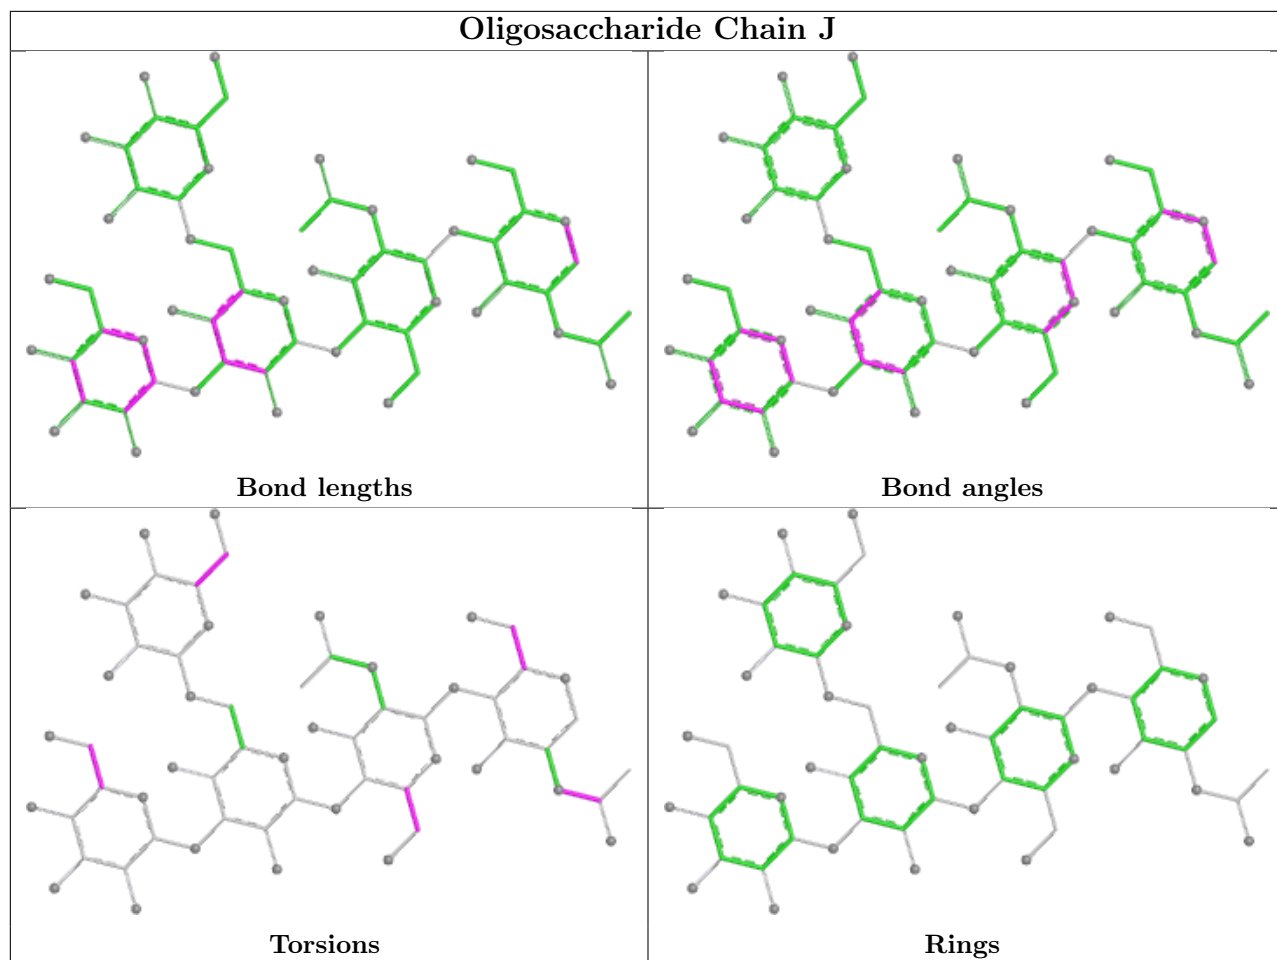 Oligosaccharide Chain J
Bond lengths
Bond angles
Torsions
Rings